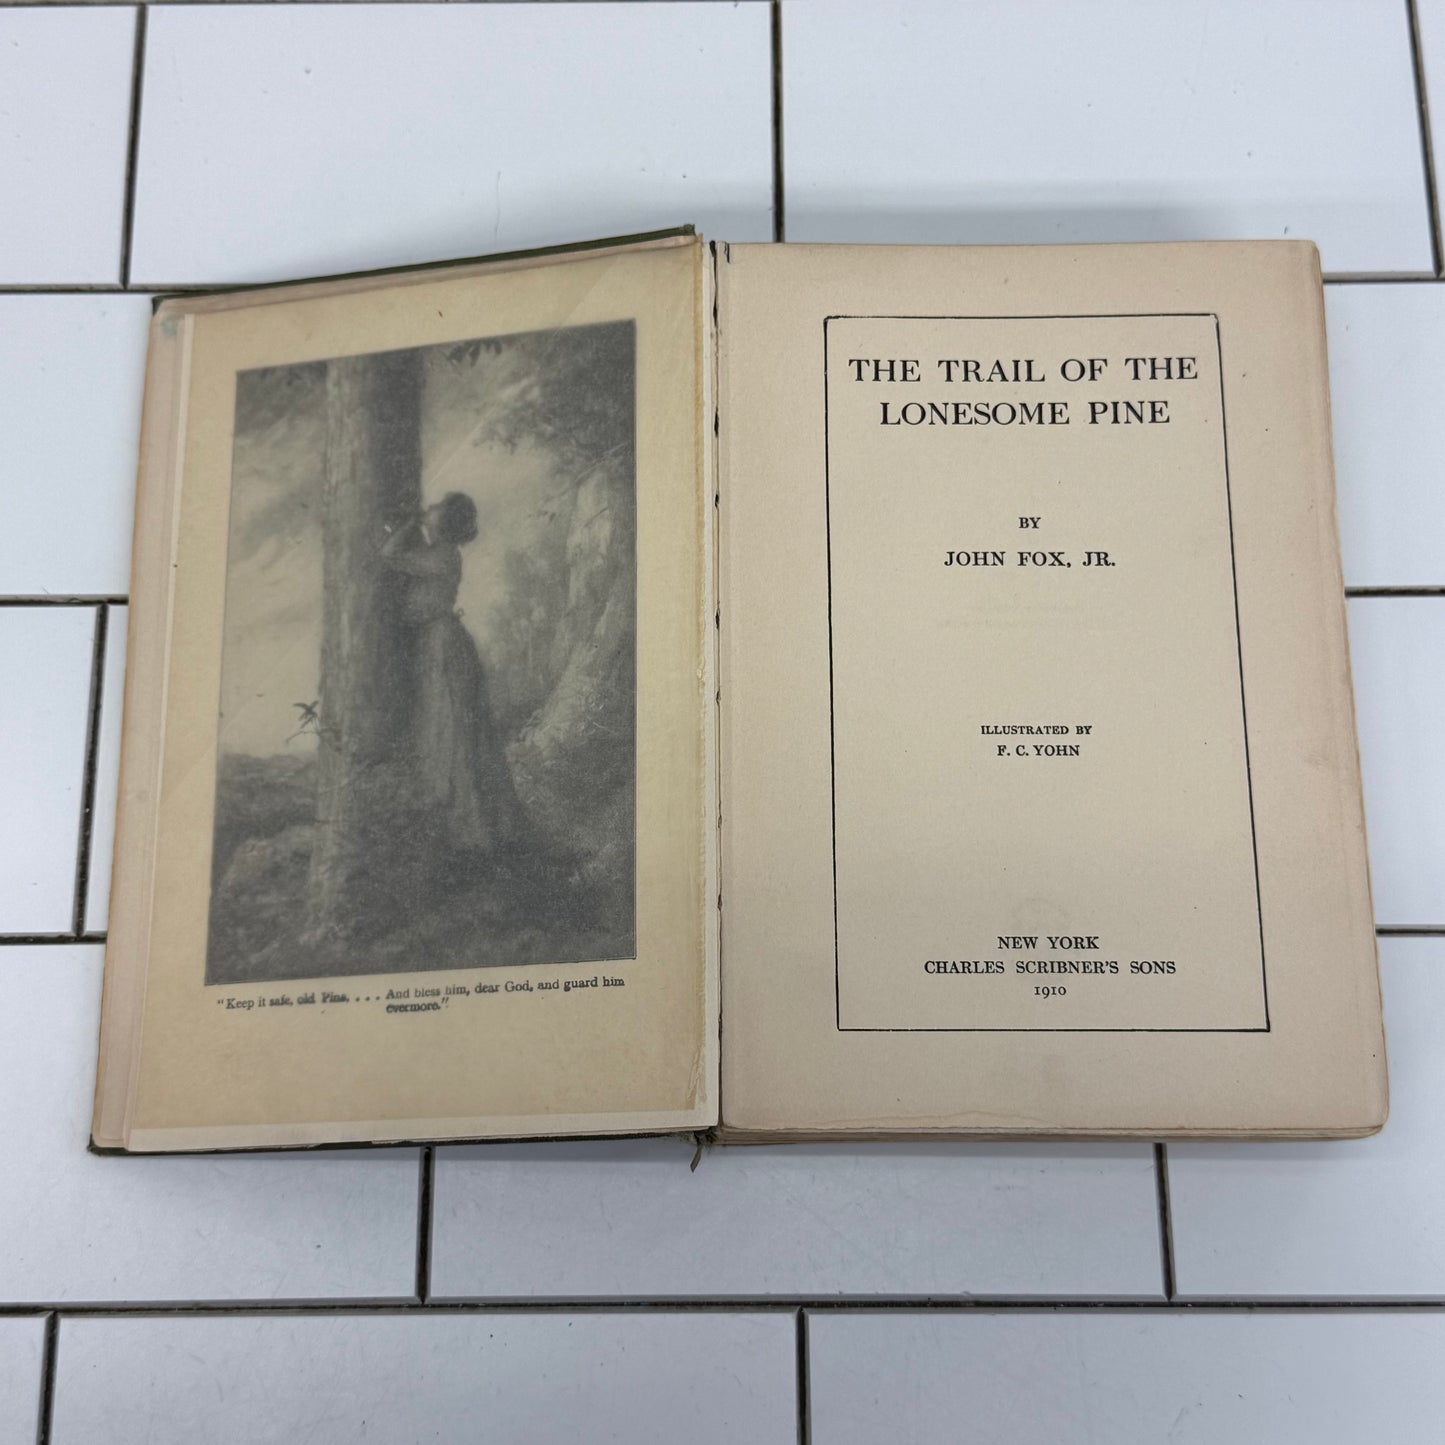 "Keep it safe, old Pine, . . . And bless him, dear God, and guard him
evermore."
THE TRAIL OF THE
LONESOME PINE
BY
JOHN FOX, JR.
ILLUSTRATED BY
F. C. YOHN
NEW YORK
CHARLES SCRIBNER'S SONS
1910